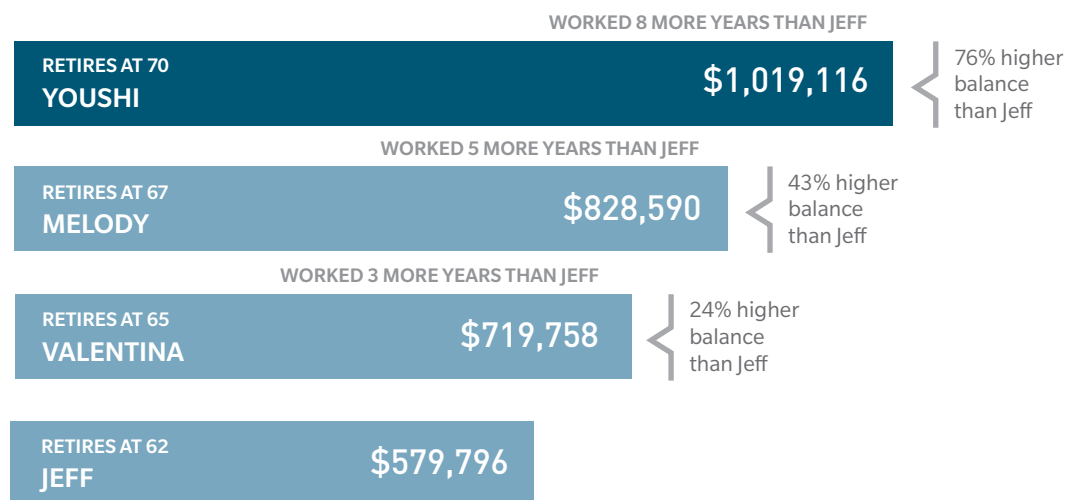 WORKED 8 MORE YEARS THAN JEFF
RETIRES AT 70
YOUSHI
$1,019,116
76% higher
balance
than Jeff
WORKED 5 MORE YEARS THAN JEFF
RETIRES AT 67
MELODY
$828,590
43% higher
balance
than Jeff
WORKED 3 MORE YEARS THAN JEFF
RETIRES AT 65
VALENTINA
$719,758
24% higher
balance
than Jeff
RETIRES AT 62
JEFF
$579,796